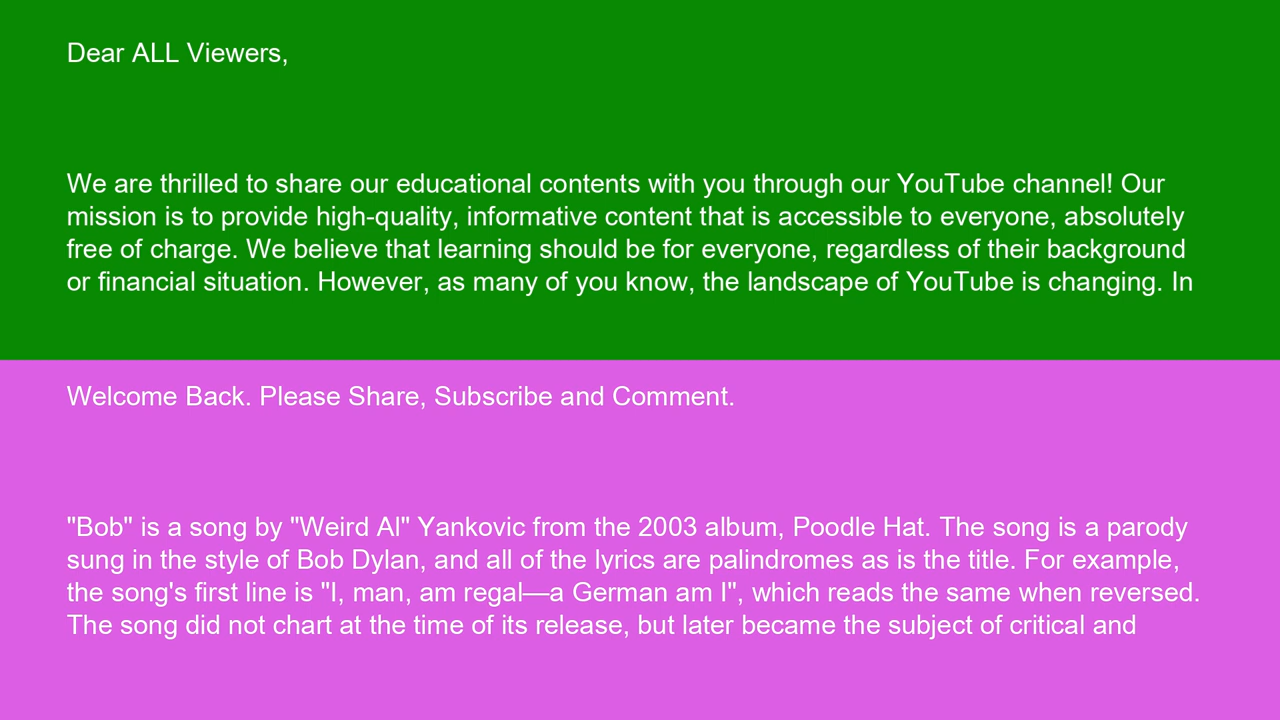 Dear ALL Viewers,
We are thrilled to share our educational contents with you through our YouTube channel! Our
mission is to provide high-quality, informative content that is accessible to everyone, absolutely
free of charge. We believe that learning should be for everyone, regardless of their background
or financial situation. However, as many of you know, the landscape of YouTube is changing. In
Welcome Back. Please Share, Subscribe and Comment.
"Bob" is a song by "Weird Al" Yankovic from the 2003 album, Poodle Hat. The song is a parody
sung in the style of Bob Dylan, and all of the lyrics are palindromes as is the title. For example,
the song's first line is "I, man, am regal—a German am I", which reads the same when reversed.
The song did not chart at the time of its release, but later became the subject of critical and